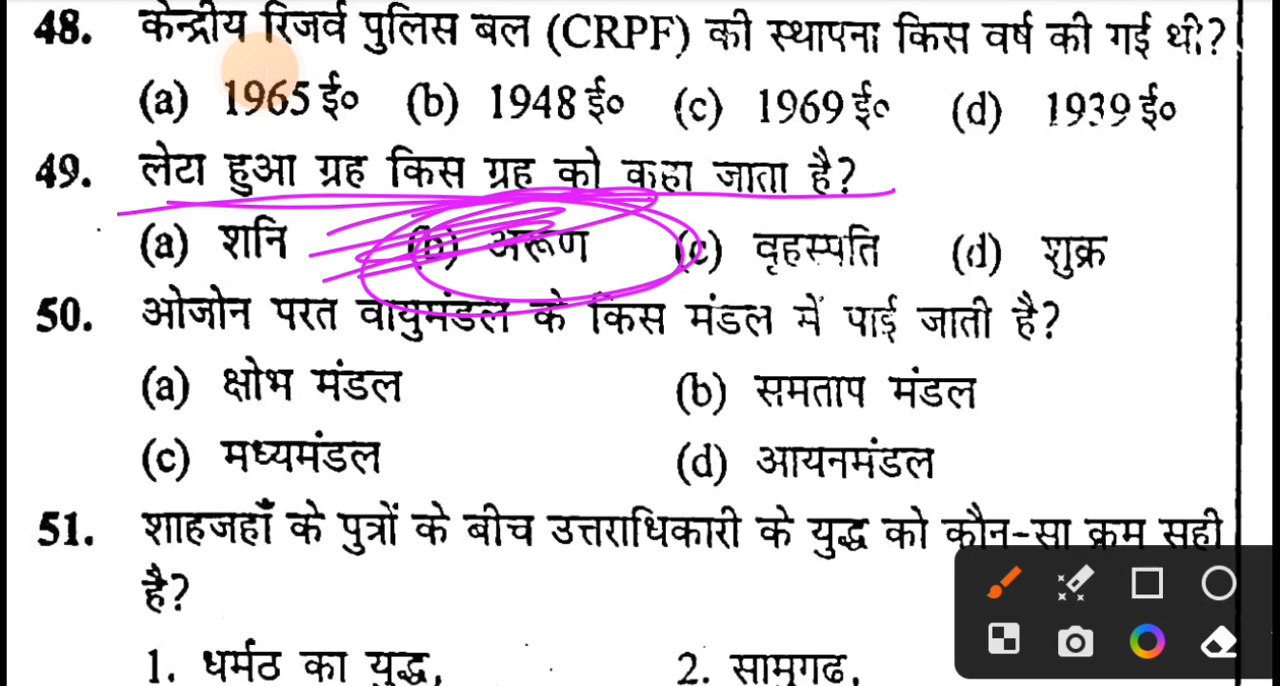 48. केन्द्रीय रिजर्व पुलिस बल (CRPF) की स्थापना किस वर्ष की गई थी?
(a) 1965 ई० (b) 1948 ई० (c) 1969 ई० (d) 1939 ई०
49. लेटा हुआ ग्रह किस ग्रह को कहा जाता है?
(a) शनि (b) अरूण (c) वृहस्पति (d) शुक्र
50. ओजोन परत वायुमंडल के किस मंडल में पाई जाती है?
(a) क्षोभ मंडल (b) समताप मंडल
(c) मध्यमंडल (d) आयनमंडल
51. शाहजहाँ के पुत्रों के बीच उत्तराधिकारी के युद्ध को कौन-सा क्रम सही
है?
1. धर्मठ का युद्ध, 2. सामुगढ,